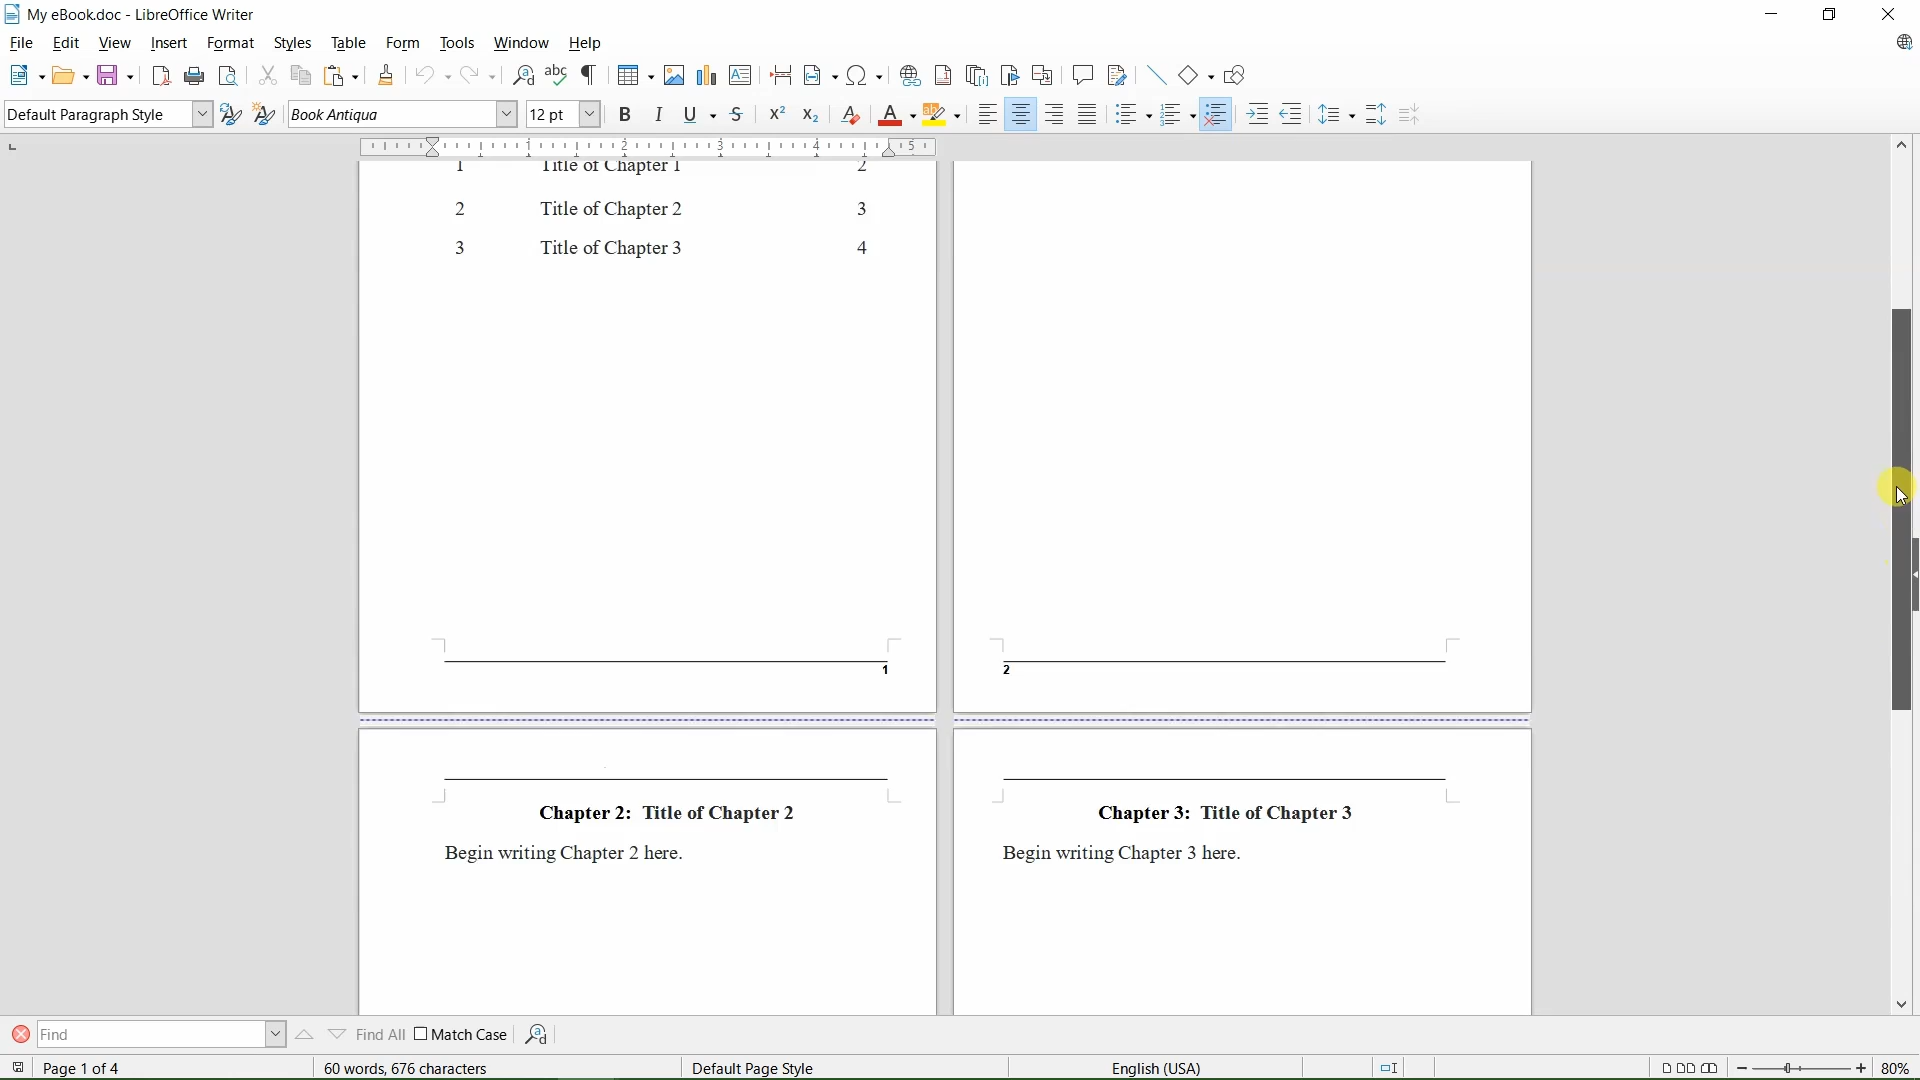 My eBook.doc - LibreOffice Writer
File Edit View Insert Format Styles Table Form Tools Window Help
Default Paragraph Style Book Antiqua 12 pt
1 Title of Chapter 1 2
2 Title of Chapter 2 3
3 Title of Chapter 3 4
1
2
Chapter 2: Title of Chapter 2
Begin writing Chapter 2 here.
Chapter 3: Title of Chapter 3
Begin writing Chapter 3 here.
Find Find All Match Case
Page 1 of 4 60 words, 676 characters Default Page Style English (USA) 80%